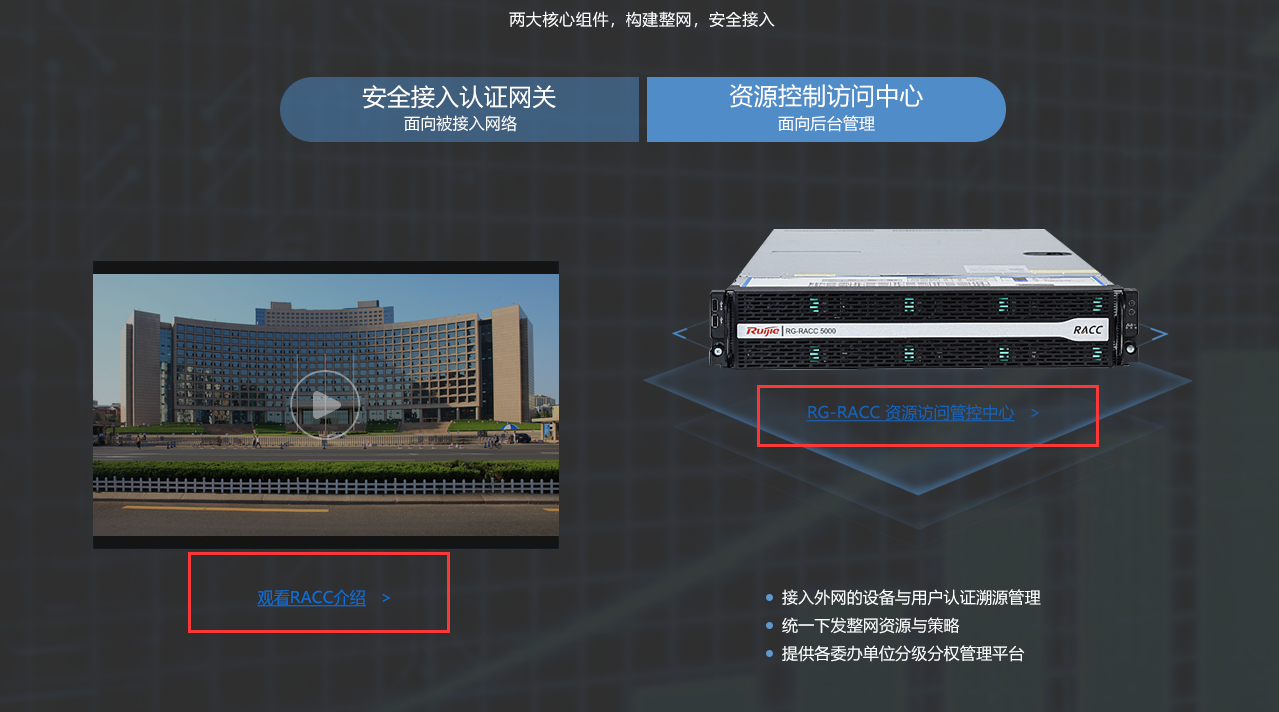 两大核心组件，构建整网，安全接入
安全接入认证网关
面向被接入网络
资源控制访问中心
面向后台管理
Ruijie RG-RACC 5000
RACC
RG-RACC 资源访问管控中心 >
观看RACC介绍 >
接入外网的设备与用户认证溯源管理
统一下发整网资源与策略
提供各委办单位分级分权管理平台